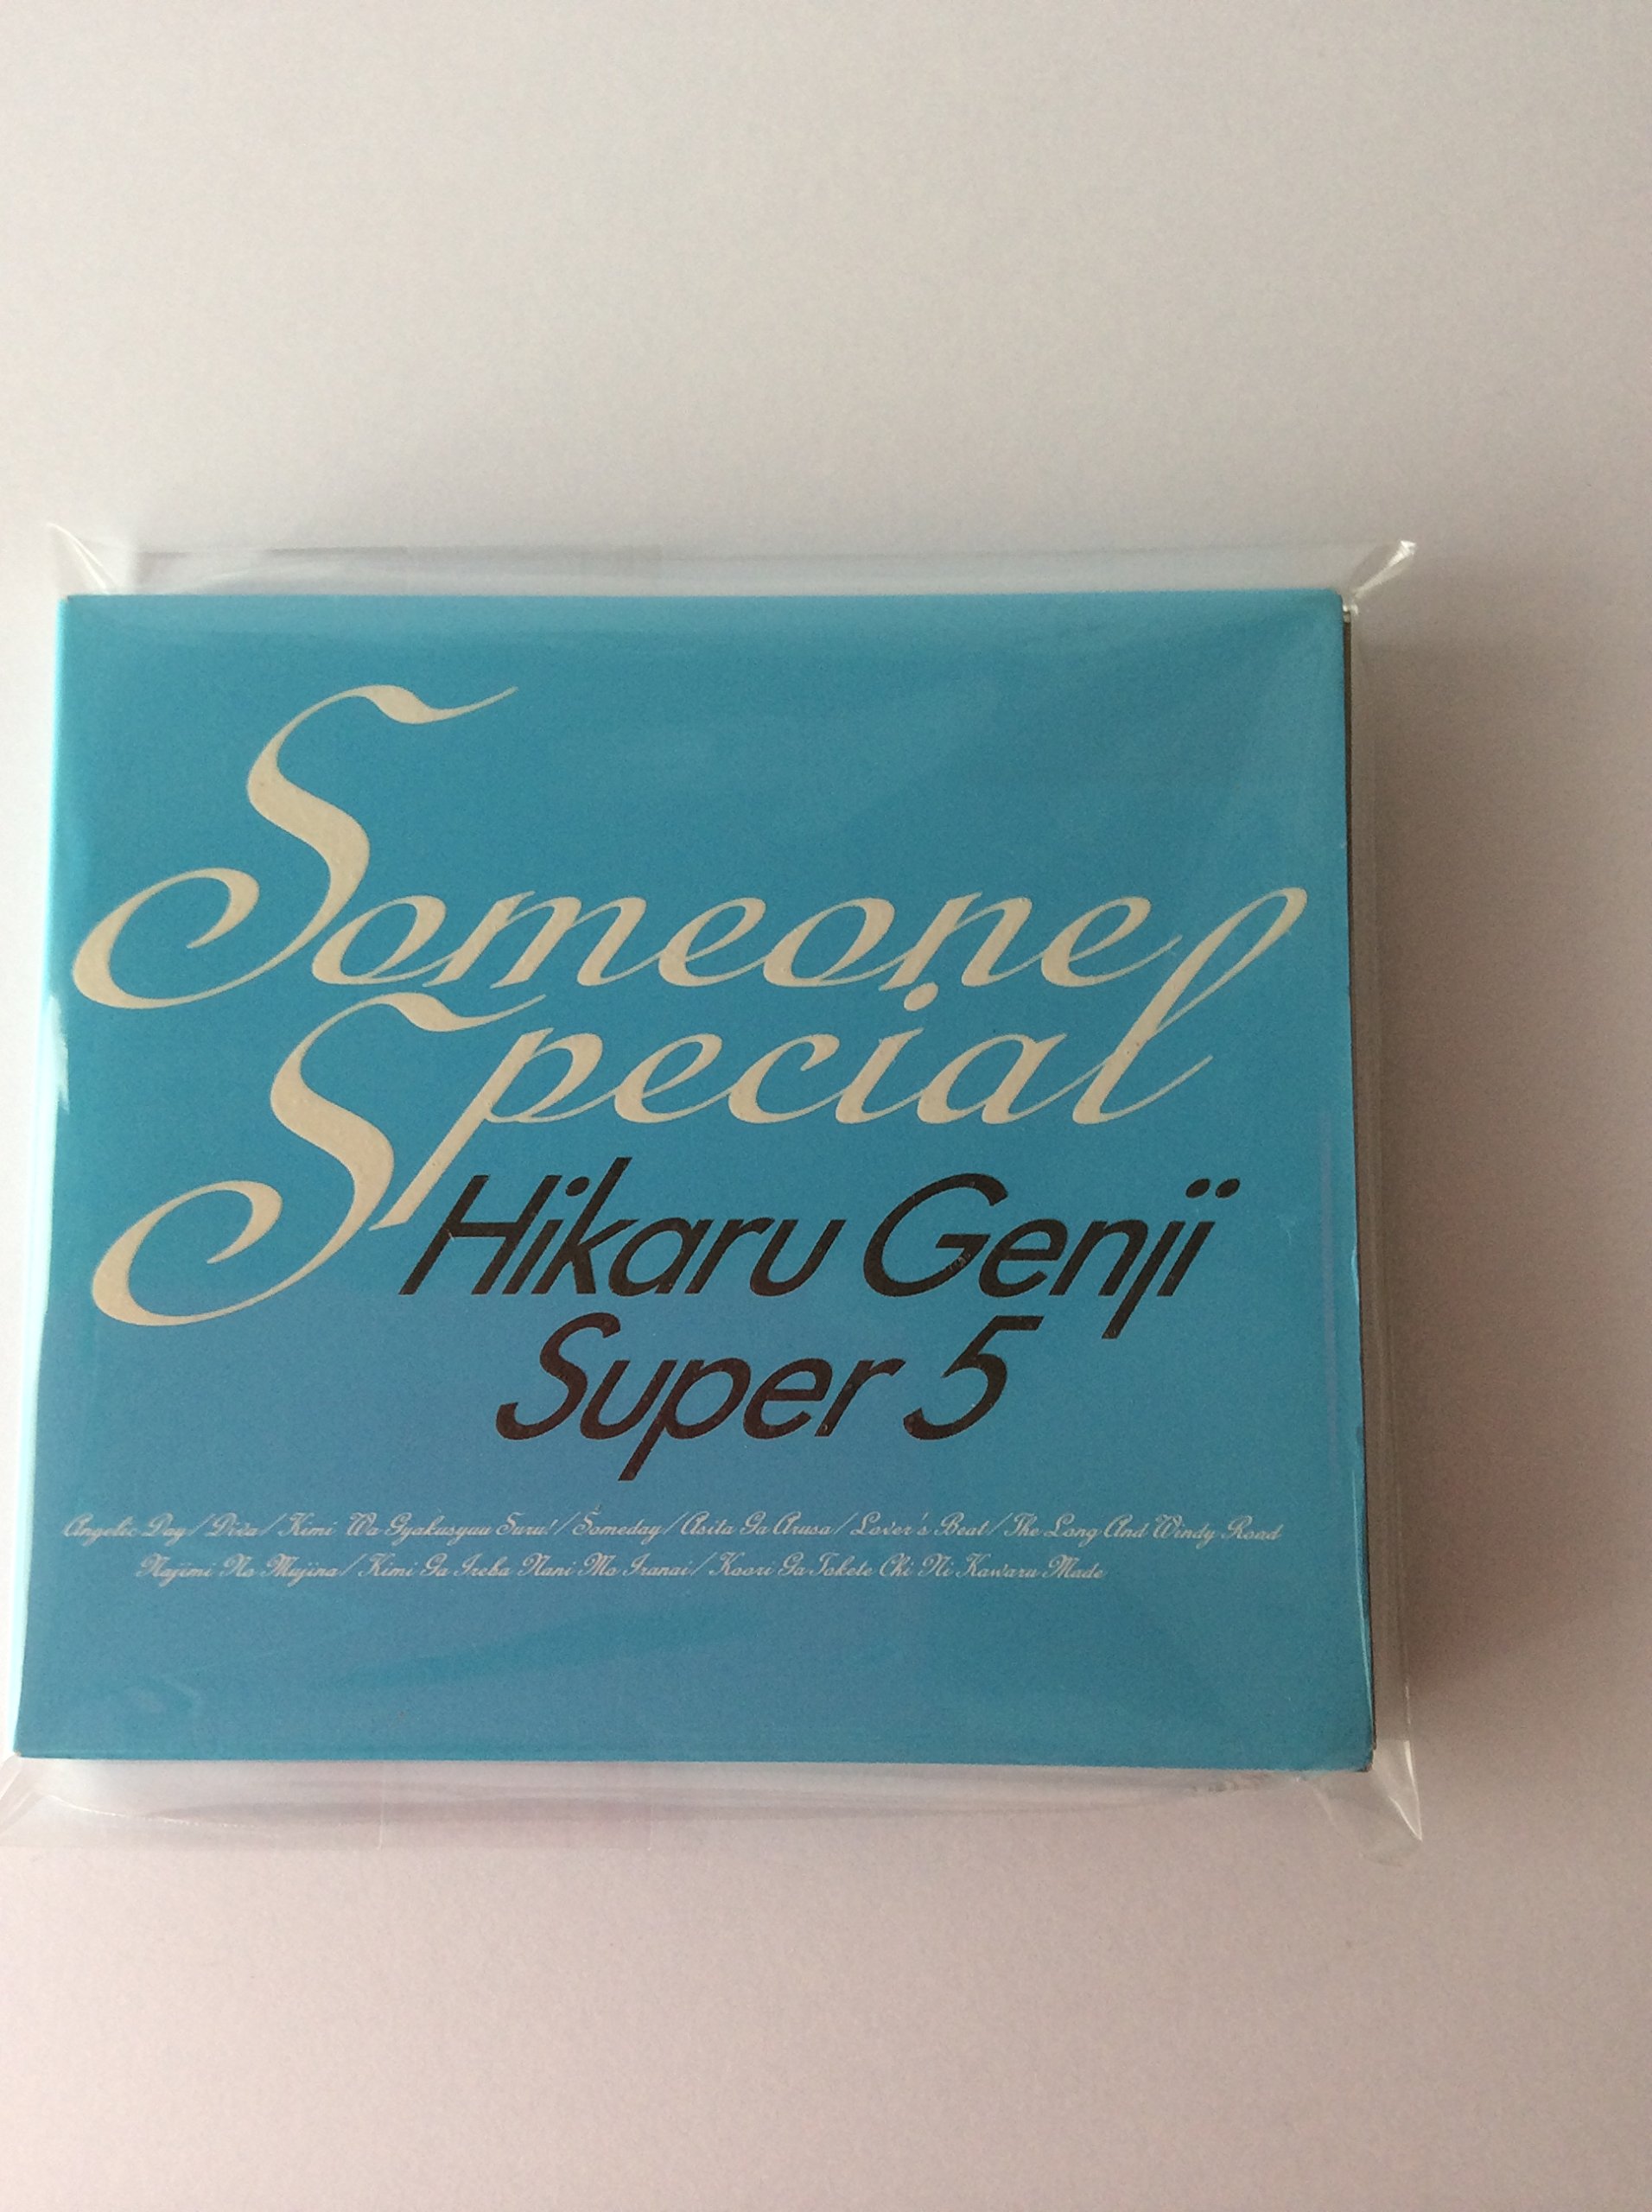 Someone
Special
Hikaru Genji
Super 5
Angelic Day/Diva/Kimi Wa Gyakusyuu Suru!/Someday/Asita Ga Arusa/Lover's Beat/The Long And Windy Road
Najimi No Mujina/Kimi Ga Ireba Nani Mo Iranai/Koori Ga Tokete Chi Ni Kawaru Made